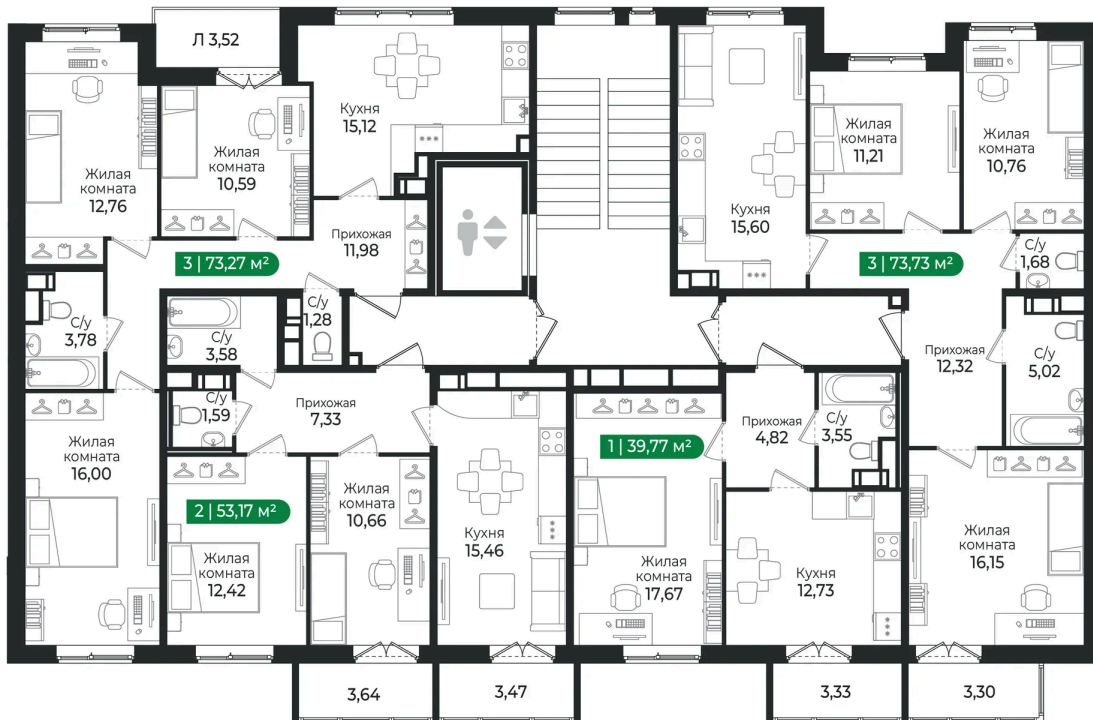 Л 3,52
Кухня
15,12
Жилая
комната
12,76
Жилая
комната
10,59
Прихожая
11,98
3 | 73,27 м²
С/у
3,78
С/у
3,58
С/у
1,28
Жилая
комната
16,00
С/у
1,59
Прихожая
7,33
2 | 53,17 м²
Жилая
комната
12,42
Жилая
комната
10,66
Кухня
15,46
3,64
3,47
Кухня
15,60
Жилая
комната
11,21
Жилая
комната
10,76
3 | 73,73 м²
С/у
1,68
Прихожая
12,32
С/у
5,02
1 | 39,77 м²
Прихожая
4,82
С/у
3,55
Жилая
комната
17,67
Кухня
12,73
Жилая
комната
16,15
3,33
3,30